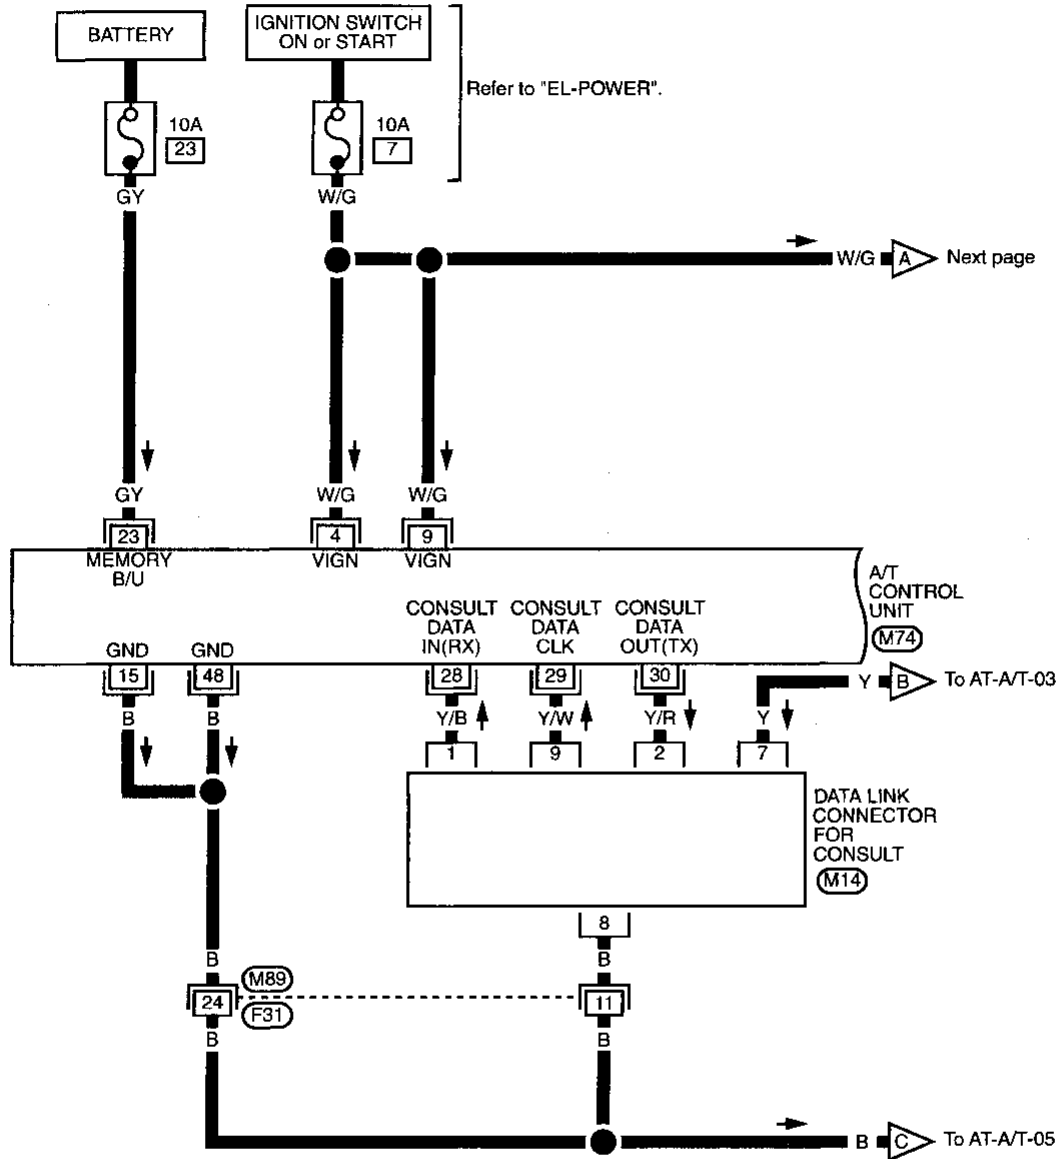 BATTERY
IGNITION SWITCH
ON or START
Refer to "EL-POWER".
10A
23
10A
7
GY
W/G
W/G
A
Next page
GY
W/G
W/G
23
4
9
MEMORY
B/U
VIGN
VIGN
A/T
CONTROL
UNIT
M74
CONSULT
DATA
IN(RX)
CONSULT
DATA
CLK
CONSULT
DATA
OUT(TX)
GND
GND
15
48
28
29
30
Y
B
To AT-A/T-03
B
B
Y/B
Y/W
Y/R
Y
1
9
2
7
DATA LINK
CONNECTOR
FOR
CONSULT
M14
8
B
B
M89
24
F31
11
B
B
B
C
To AT-A/T-05